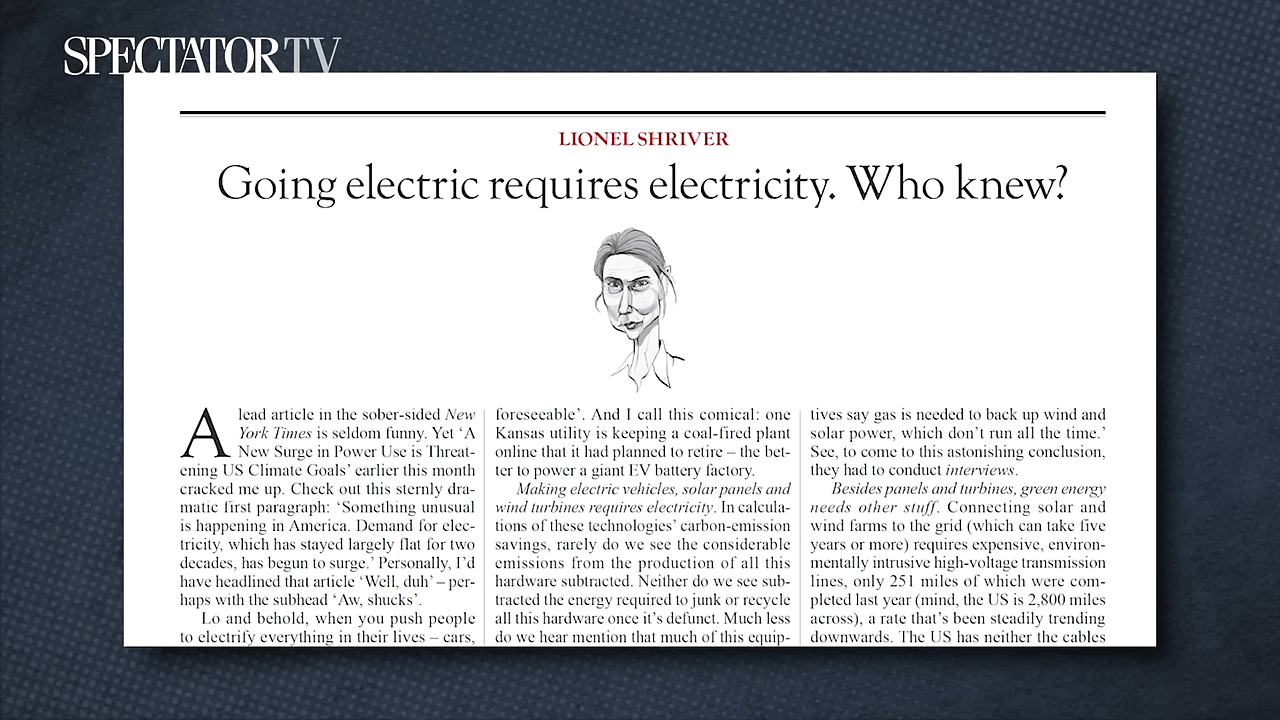 SPECTATOR TV
LIONEL SHRIVER
Going electric requires electricity. Who knew?
A lead article in the sober-sided New
York Times is seldom funny. Yet ‘A
New Surge in Power Use is Threat-
ening US Climate Goals’ earlier this month
cracked me up. Check out this sternly dra-
matic first paragraph: ‘Something unusual
is happening in America. Demand for elec-
tricity, which has stayed largely flat for two
decades, has begun to surge.’ Personally, I’d
have headlined that article ‘Well, duh’ – per-
haps with the subhead ‘Aw, shucks’.
Lo and behold, when you push people
to electrify everything in their lives – cars,
foreseeable’. And I call this comical: one
Kansas utility is keeping a coal-fired plant
online that it had planned to retire – the bet-
ter to power a giant EV battery factory.
Making electric vehicles, solar panels and
wind turbines requires electricity. In calcula-
tions of these technologies’ carbon-emission
savings, rarely do we see the considerable
emissions from the production of all this
hardware subtracted. Neither do we see sub-
tracted the energy required to junk or recycle
all this hardware once it’s defunct. Much less
do we hear mention that much of this equip-
tives say gas is needed to back up wind and
solar power, which don’t run all the time.’
See, to come to this astonishing conclusion,
they had to conduct interviews.
Besides panels and turbines, green energy
needs other stuff. Connecting solar and
wind farms to the grid (which can take five
years or more) requires expensive, environ-
mentally intrusive high-voltage transmission
lines, only 251 miles of which were com-
pleted last year (mind, the US is 2,800 miles
across), a rate that’s been steadily trending
downwards. The US has neither the cables